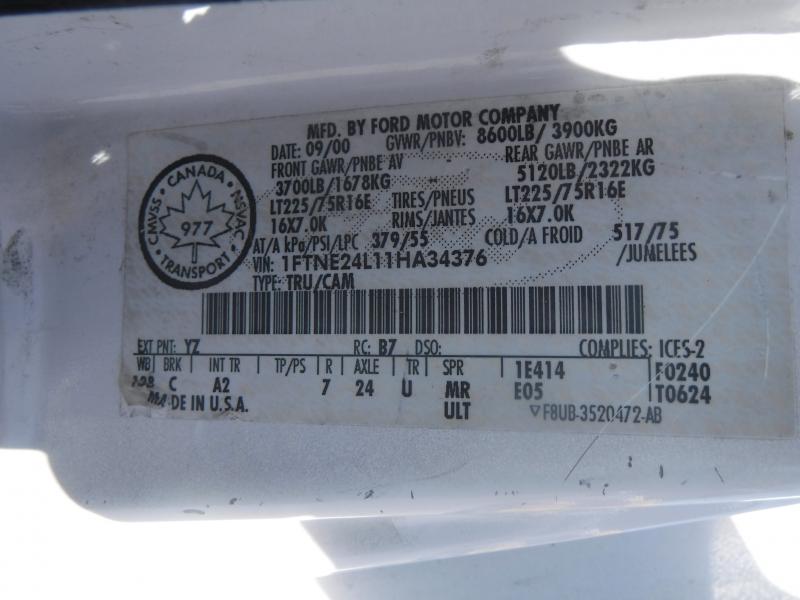 MFD. BY FORD MOTOR COMPANY
DATE: 09/00 GVWR/PNBV: 8600LB/ 3900KG
FRONT GAWR/PNBE AV REAR GAWR/PNBE AR
3700LB/1678KG 5120LB/2322KG
LT225/75R16E TIRES/PNEUS LT225/75R16E
16X7.0K RIMS/JANTES 16X7.0K
AT/A kPa/PSI/LPC 379/55 COLD/A FROID 517/75
VIN: 1FTNE24L11HA34376 /JUMELEES
TYPE: TRU/CAM
CANADA
CMVSS NSVAC
977
TRANSPORT
EXT PNT: YZ RC: B7 DSO: COMPLIES: ICES-2
WB BRK INT TR TP/PS R AXLE TR SPR 1E414 F0240
138 C A2 7 24 U MR E05 T0624
MADE IN U.S.A. ULT ▽F8UB-3520472-AB